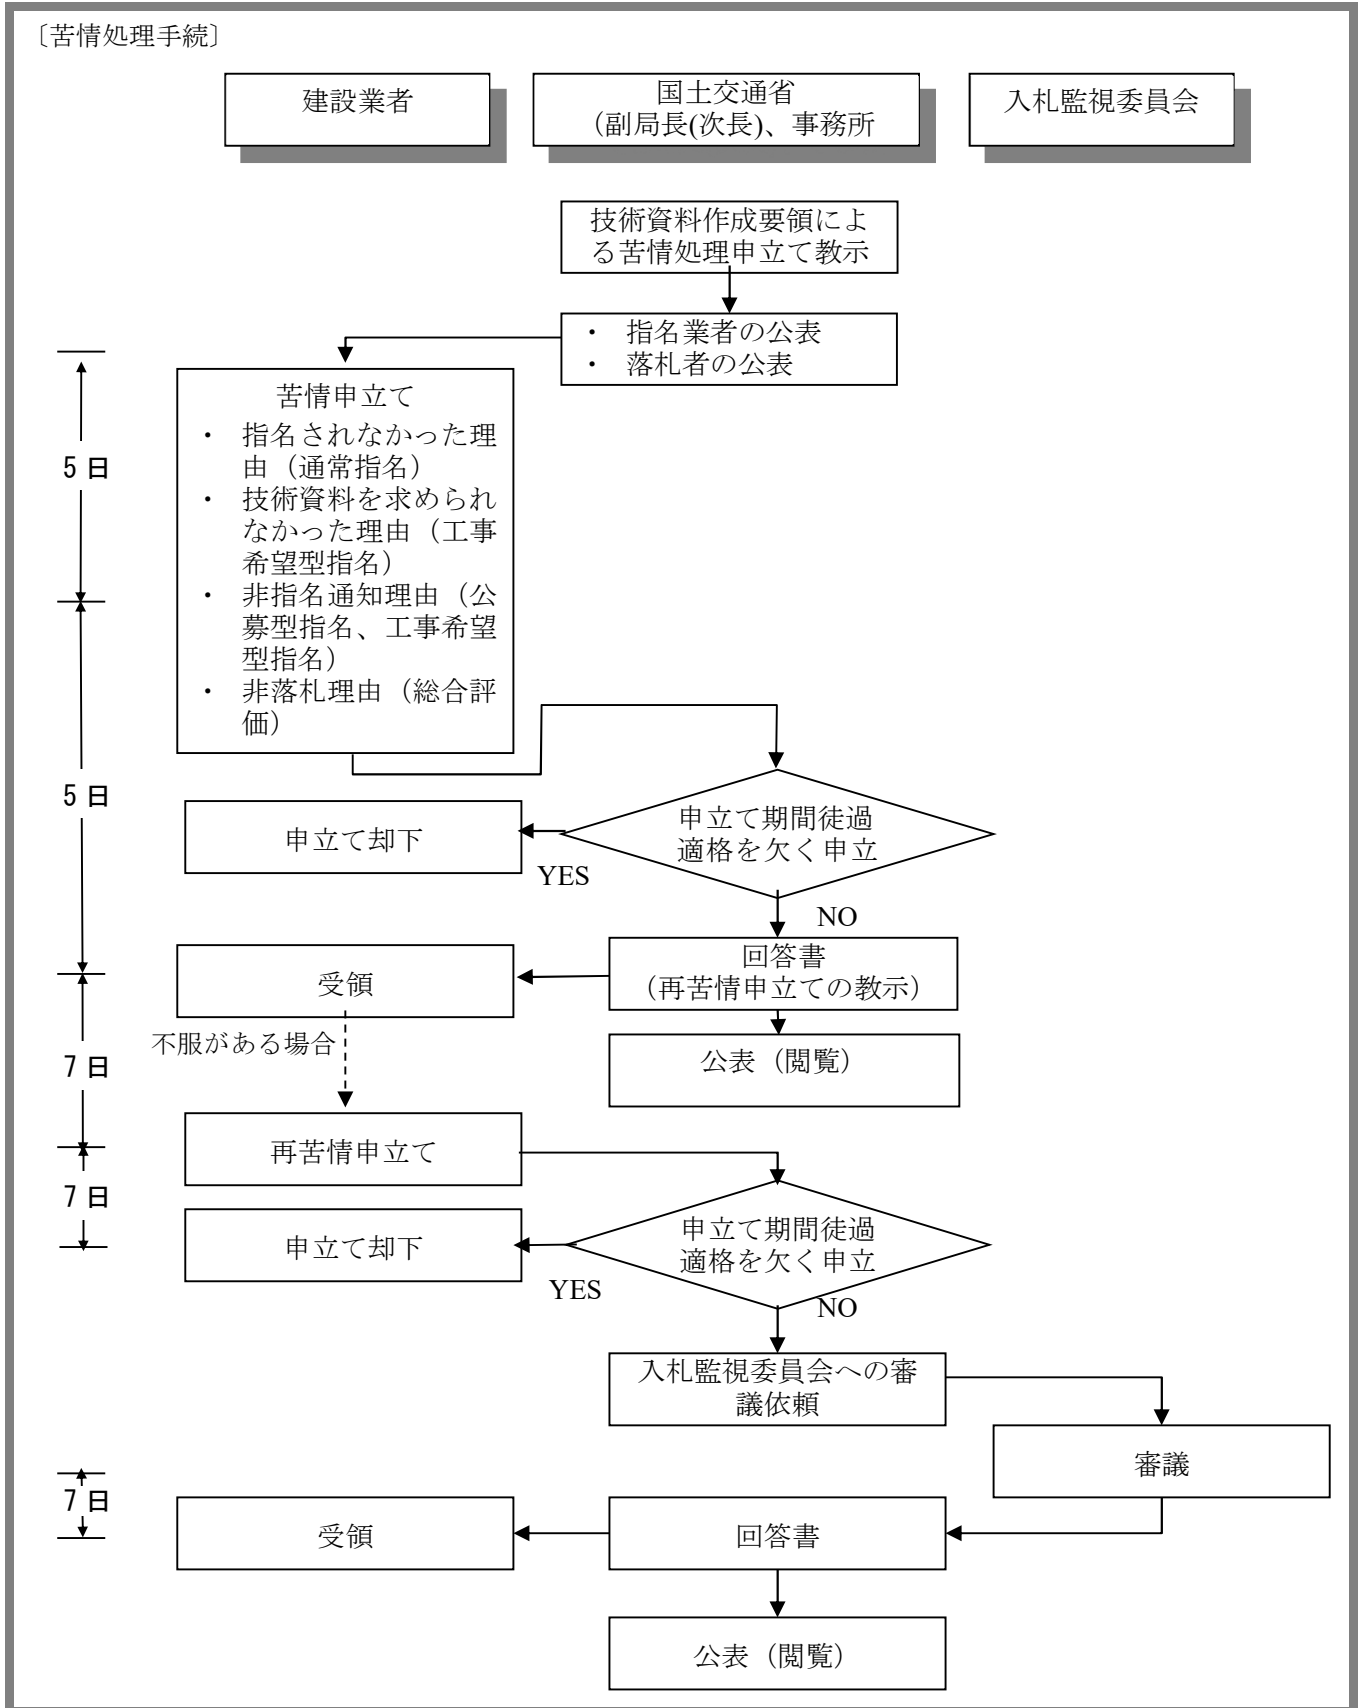 〔苦情処理手続〕
建設業者
国土交通省
（副局長(次長)、事務所
入札監視委員会
技術資料作成要領によ
る苦情処理申立て教示
・ 指名業者の公表
・ 落札者の公表
苦情申立て
・ 指名されなかった理
由（通常指名）
・ 技術資料を求められ
なかった理由（工事
希望型指名）
・ 非指名通知理由（公
募型指名、工事希望
型指名）
・ 非落札理由（総合評
価）
5 日
5 日
申立て期間徒過
適格を欠く申立
申立て却下
YES
NO
回答書
（再苦情申立ての教示）
受領
不服がある場合
公表（閲覧）
7 日
再苦情申立て
7 日
申立て期間徒過
適格を欠く申立
申立て却下
YES
NO
入札監視委員会への審
議依頼
審議
7 日
受領
回答書
公表（閲覧）